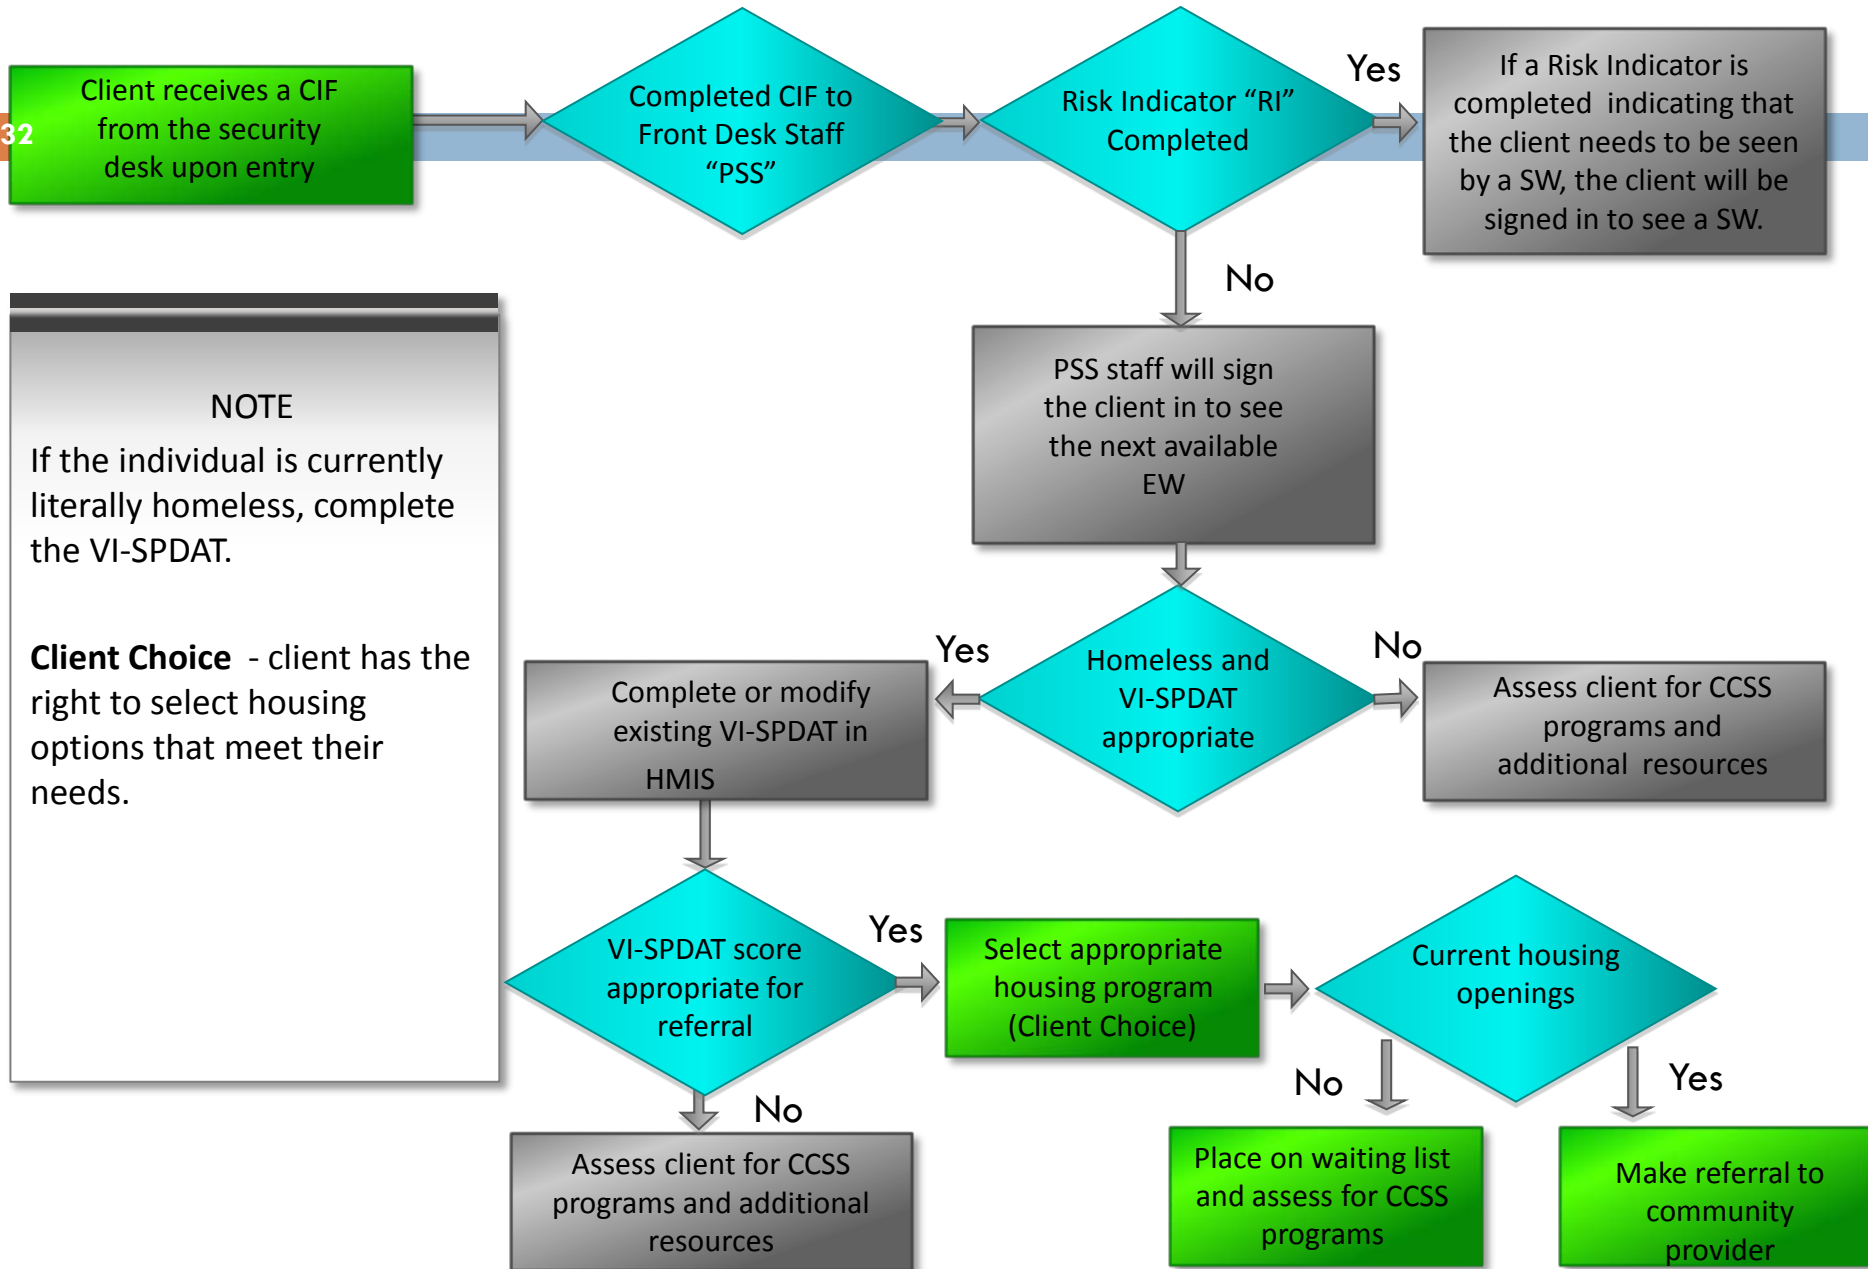 32
Client receives a CIF
from the security
desk upon entry
Completed CIF to
Front Desk Staff
“PSS”
Risk Indicator “RI”
Completed
Yes
If a Risk Indicator is
completed indicating that
the client needs to be seen
by a SW, the client will be
signed in to see a SW.
No
PSS staff will sign
the client in to see
the next available
EW
NOTE
If the individual is currently
literally homeless, complete
the VI-SPDAT.
Client Choice - client has the
right to select housing
options that meet their
needs.
Homeless and
VI-SPDAT
appropriate
Yes
No
Complete or modify
existing VI-SPDAT in
HMIS
Assess client for CCSS
programs and
additional resources
VI-SPDAT score
appropriate for
referral
Yes
Select appropriate
housing program
(Client Choice)
Current housing
openings
No
Assess client for CCSS
programs and additional
resources
No
Place on waiting list
and assess for CCSS
programs
Yes
Make referral to
community
provider